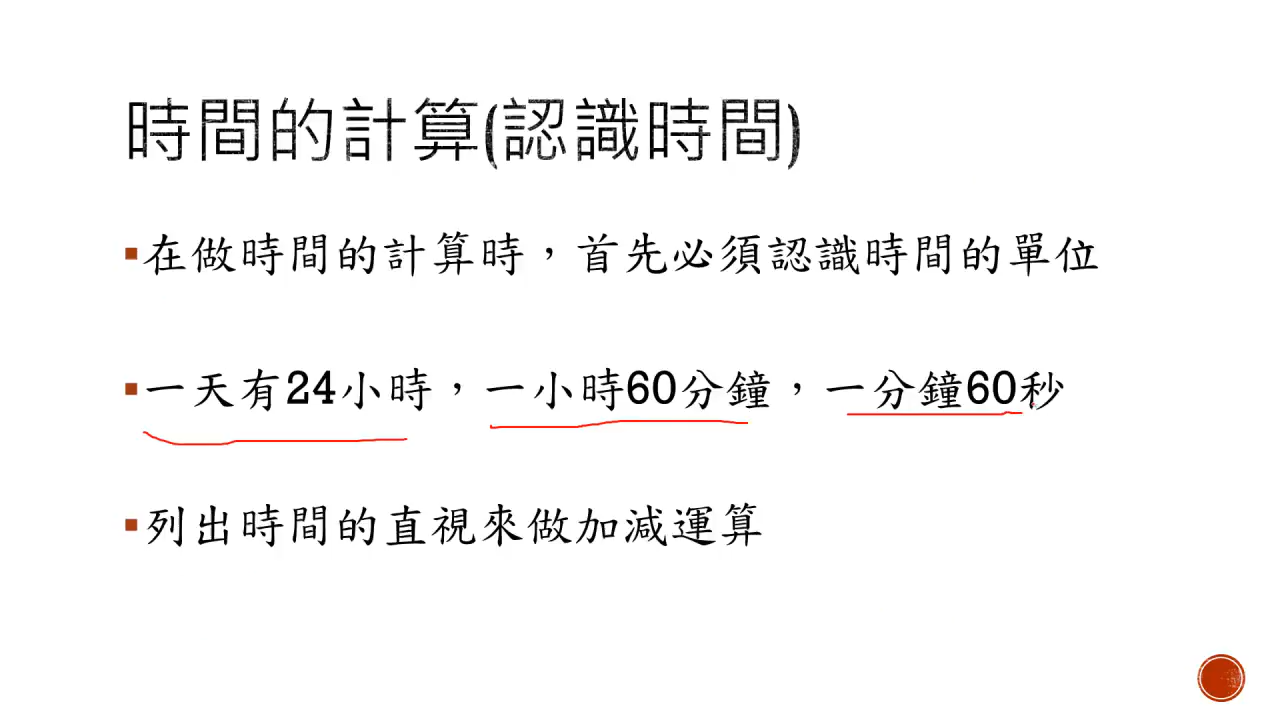 時間的計算(認識時間)
在做時間的計算時，首先必須認識時間的單位
一天有24小時，一小時60分鐘，一分鐘60秒
列出時間的直視來做加減運算